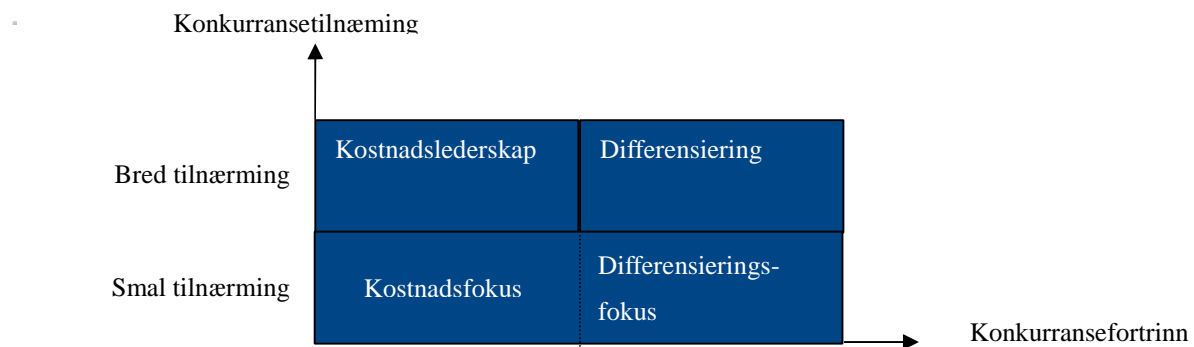 Konkurransetilnæming
Kostnadslederskap
Differensiering
Bred tilnærming
Smal tilnærming
Kostnadsfokus
Differensierings-
fokus
Konkurransefortrinn